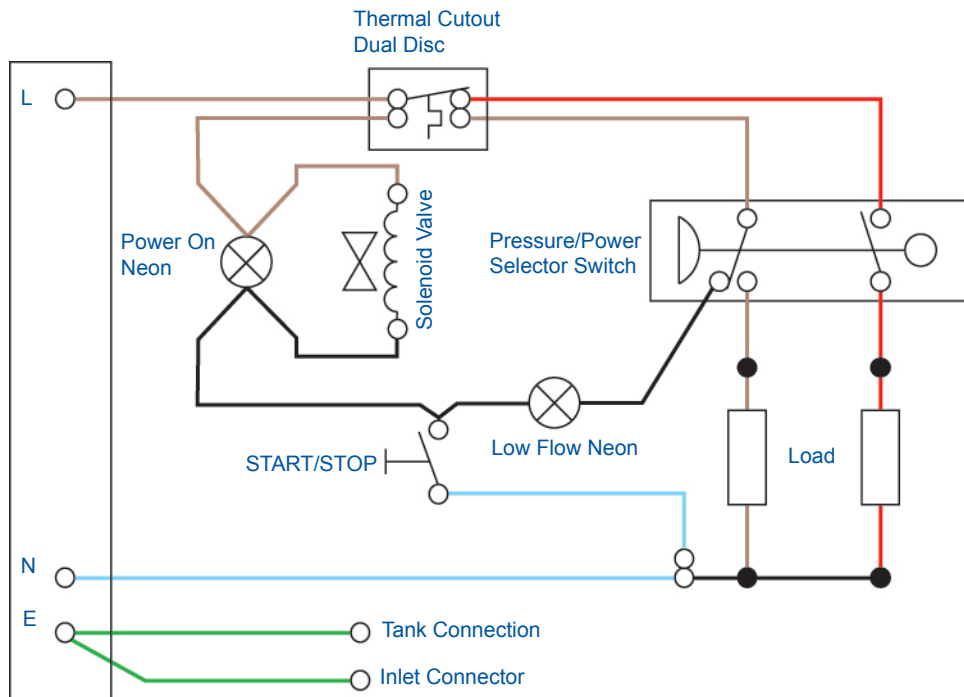 Thermal Cutout
Dual Disc
L
Power On
Neon
Solenoid Valve
Pressure/Power
Selector Switch
Low Flow Neon
START/STOP
Load
N
E
Tank Connection
Inlet Connector